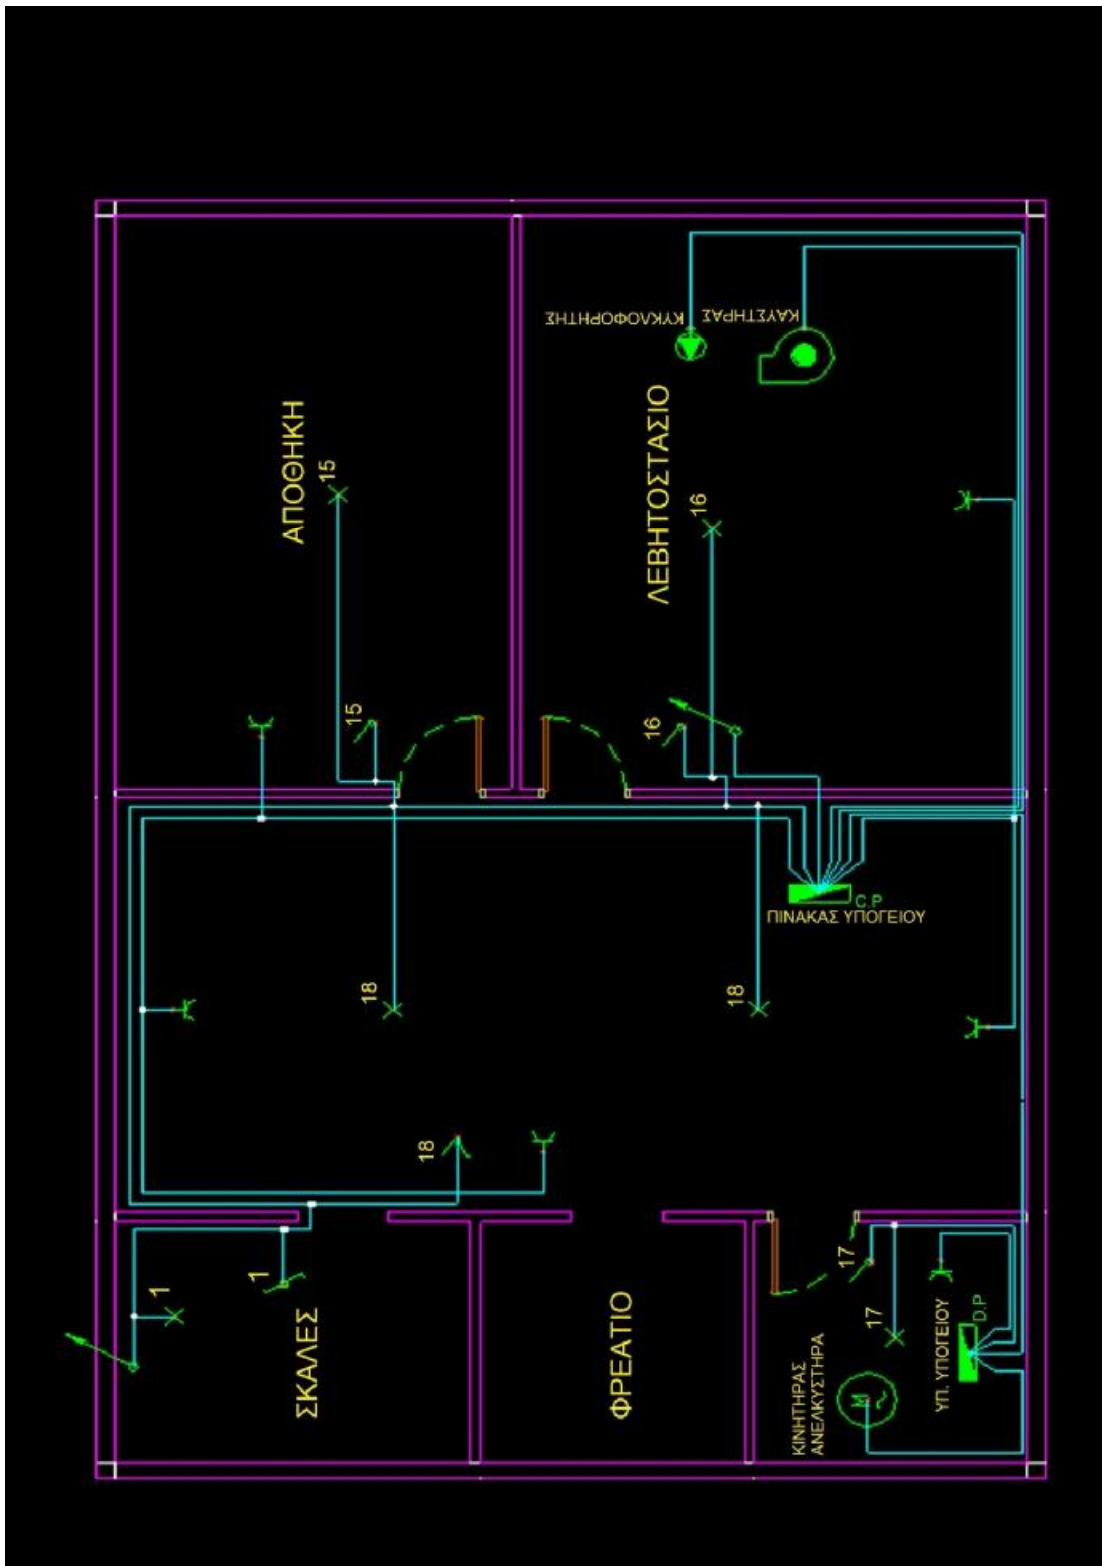 ΚΥΚΛΟΦΟΡΗΤΗΣ
ΚΑΥΣΤΗΡΑΣ
ΑΠΟΘΗΚΗ
15
ΛΕΒΗΤΟΣΤΑΣΙΟ
16
15
16
C.P
ΠΙΝΑΚΑΣ ΥΠΟΓΕΙΟΥ
18
18
18
1
1
ΣΚΑΛΕΣ
ΦΡΕΑΤΙΟ
17
17
ΚΙΝΗΤΗΡΑΣ
ΑΝΕΛΚΥΣΤΗΡΑ
M
~
ΥΠ. ΥΠΟΓΕΙΟΥ
D.P